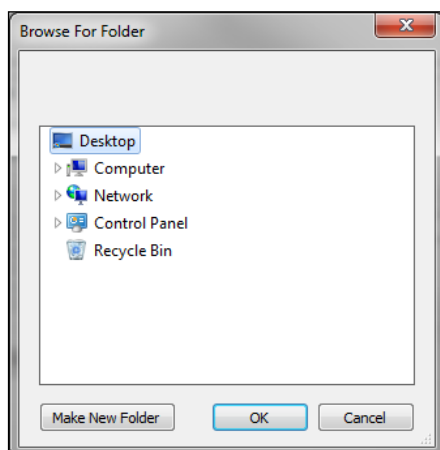 Browse For Folder
Desktop
Computer
Network
Control Panel
Recycle Bin
Make New Folder OK Cancel